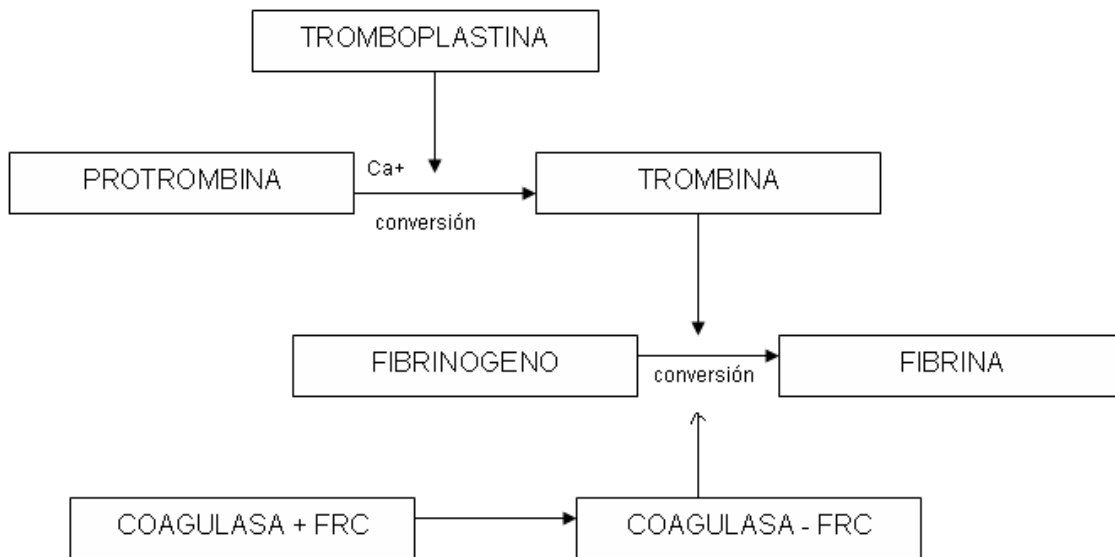 TROMBOPLASTINA
PROTROMBINA
Ca+
conversión
TROMBINA
FIBRINOGENO
conversión
FIBRINA
COAGULASA + FRC
COAGULASA - FRC